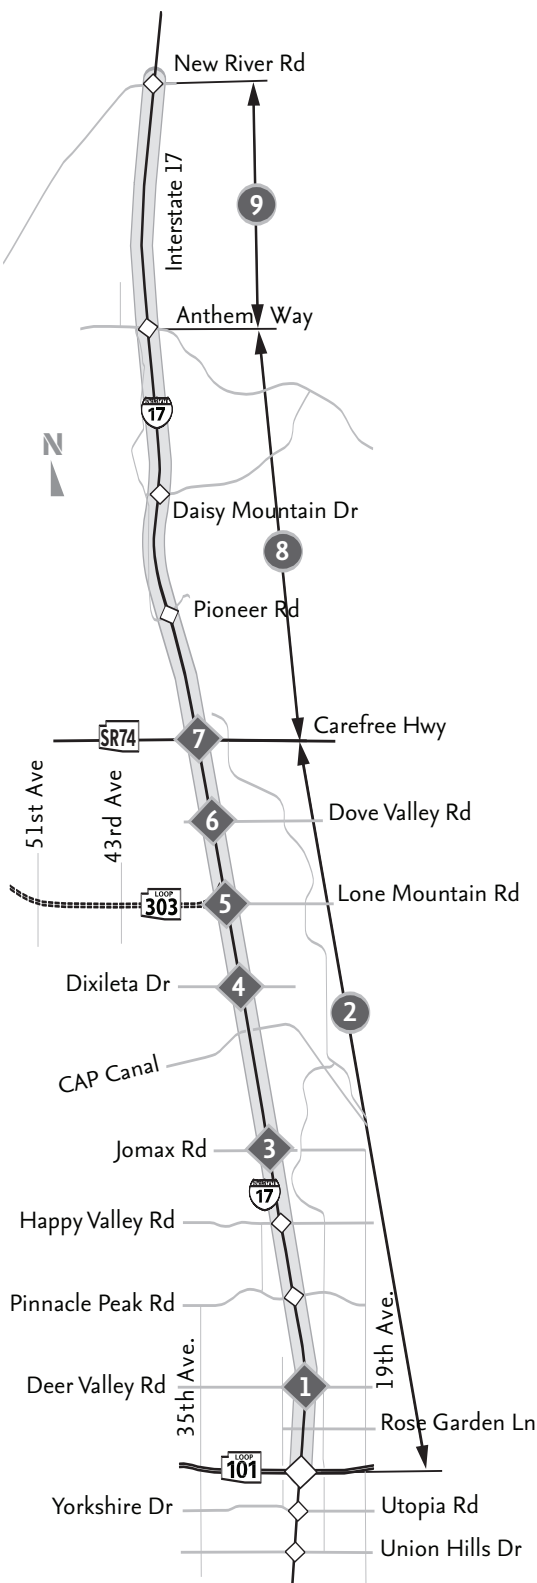 New River Rd
Interstate 17
9
Anthem Way
17
N
Daisy Mountain Dr
8
Pioneer Rd
Carefree Hwy
SR74
7
51st Ave
43rd Ave
6
Dove Valley Rd
Lone Mountain Rd
LOOP
303
5
Dixileta Dr
4
2
CAP Canal
Jomax Rd
3
17
Happy Valley Rd
Pinnacle Peak Rd
19th Ave.
35th Ave.
Deer Valley Rd
1
Rose Garden Ln
LOOP
101
Yorkshire Dr
Utopia Rd
Union Hills Dr